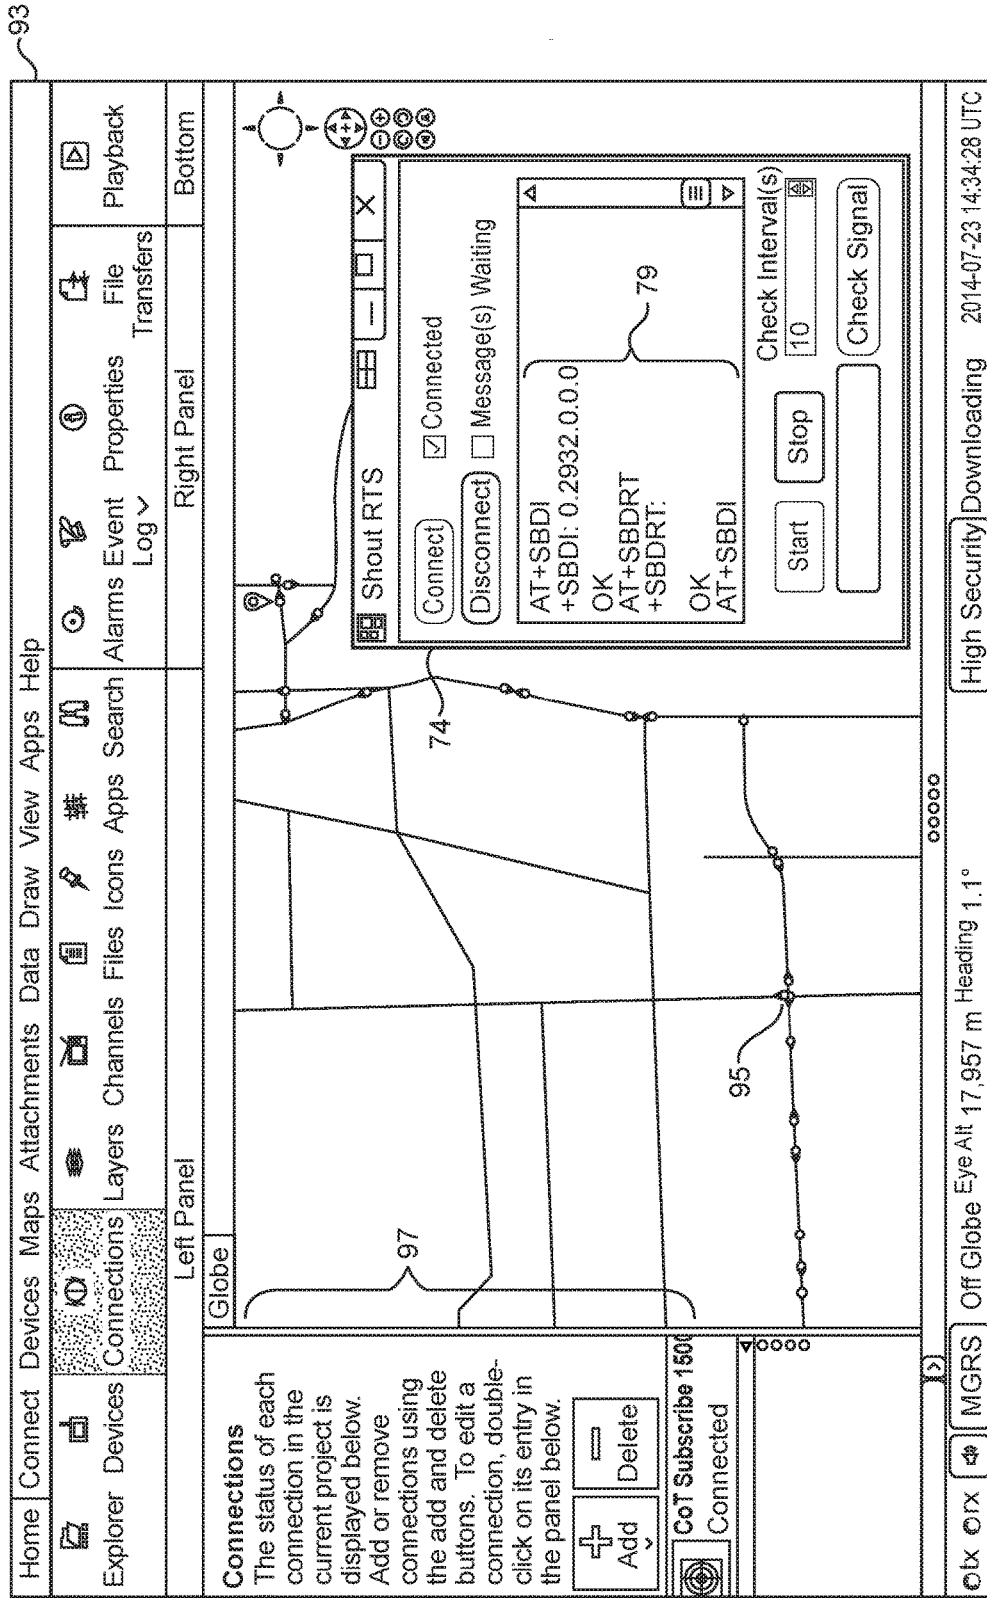 93
Home Connect Devices Maps Attachments Data Draw View Apps Help
Explorer Devices Connections Layers Channels Files Icons Apps Search Alarms Event Log Properties File Transfers Playback
Left Panel
Right Panel
Bottom
Connections
The status of each
connection in the
current project is
displayed below.
Add or remove
connections using
the add and delete
buttons. To edit a
connection, double-
click on its entry in
the panel below.
Add
Delete
CoT Subscribe 1500
Connected
Globe
97
95
74
Shout RTS
Connect
Connected
Disconnect
Message(s) Waiting
AT+SBDI
+SBDI: 0.2932.0.0.0
OK
AT+SBDRT
+SBDRT:
OK
AT+SBDI
79
Check Interval(s)
Start
Stop
10
Check Signal
tx rx MGRS Off Globe Eye Alt 17,957 m Heading 1.1° High Security Downloading 2014-07-23 14:34:28 UTC